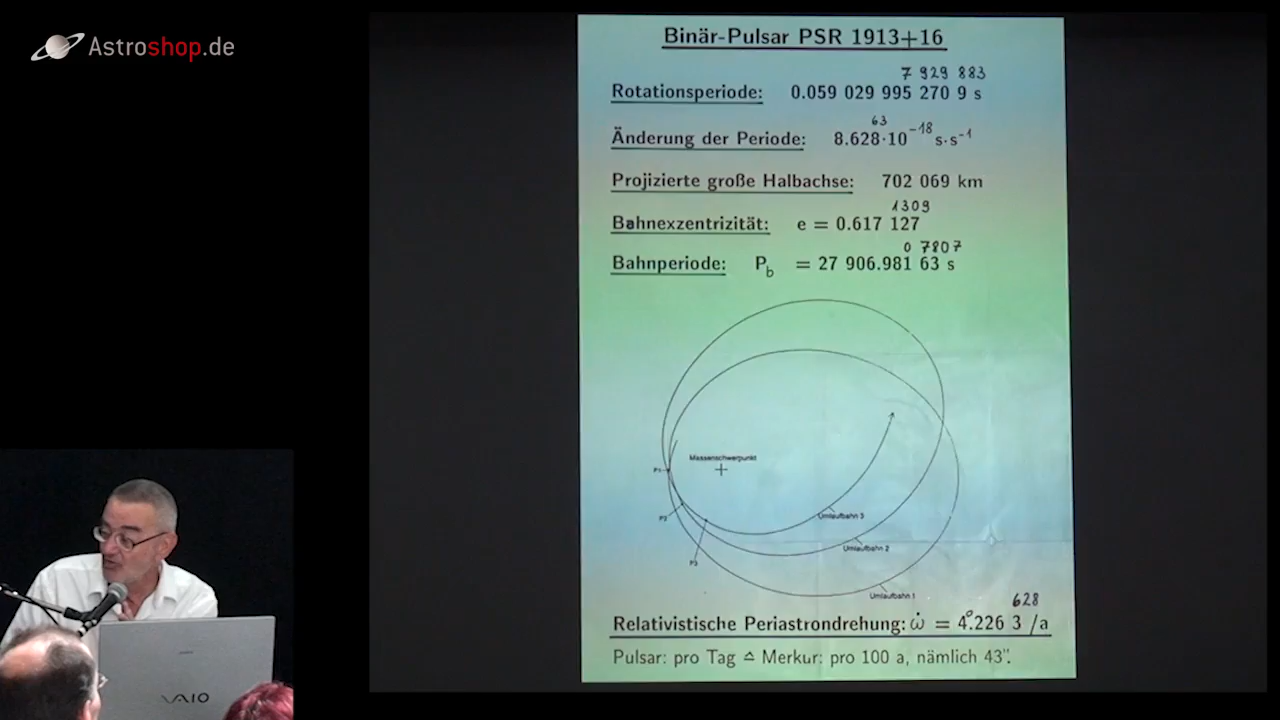 Astroshop.de
Binär-Pulsar PSR 1913+16
7 929 883
Rotationsperiode: 0.059 029 995 270 9 s
63
Änderung der Periode: 8.628·10⁻¹⁸ s·s⁻¹
Projizierte große Halbachse: 702 069 km
1309
Bahnexzentrizität: e = 0.617 127
0 7807
Bahnperiode: P_b = 27 906.981 63 s
Massenschwerpunkt
P1
P2
Umlaufbahn 3
Umlaufbahn 2
P3
Umlaufbahn 1
628
Relativistische Periastrondrehung: ω̇ = 4°.226 3 /a
Pulsar: pro Tag ≙ Merkur: pro 100 a, nämlich 43".
VAIO